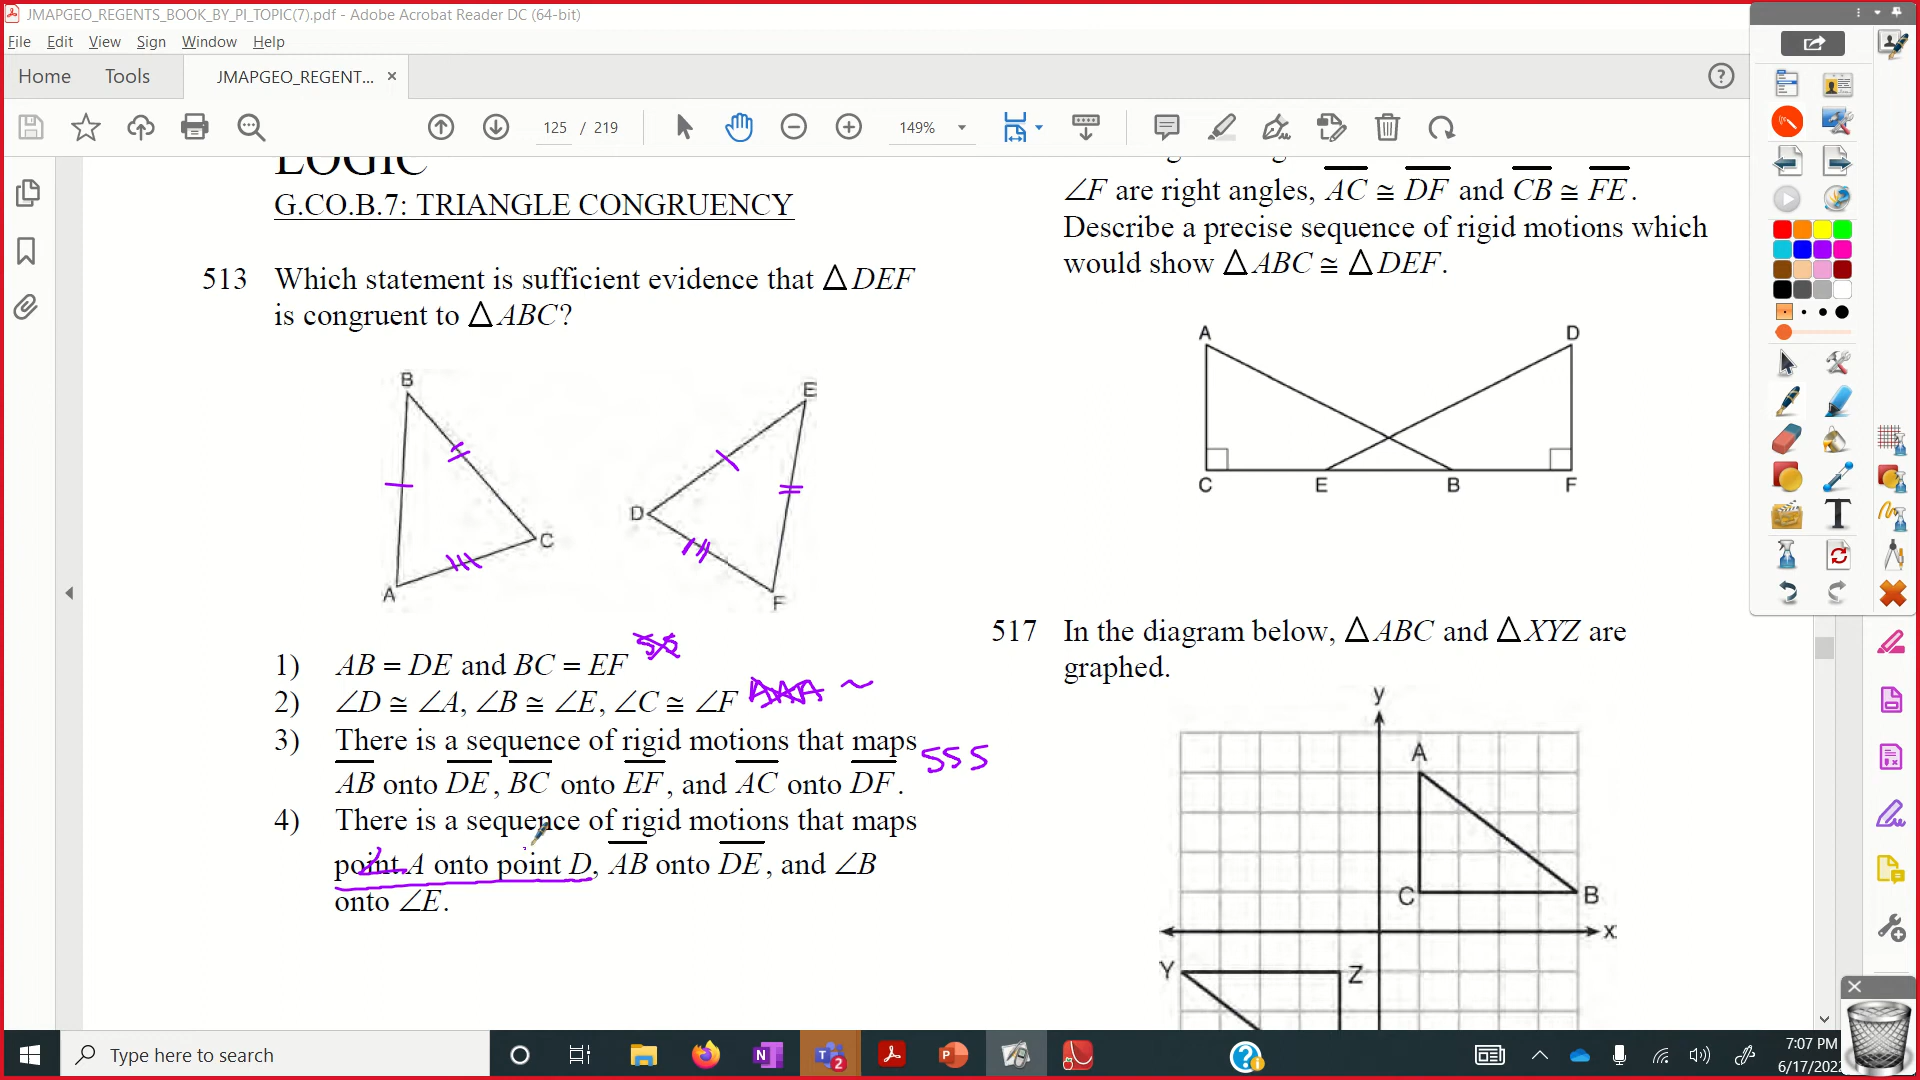 JMAPGEO_REGENTS_BOOK_BY_PI_TOPIC(7).pdf - Adobe Acrobat Reader DC (64-bit)
File Edit View Sign Window Help
Home Tools JMAPGEO_REGENT... ×
125 / 219 149%
LOGIC
G.CO.B.7: TRIANGLE CONGRUENCY
513 Which statement is sufficient evidence that △DEF
is congruent to △ABC?
B
E
D
C
A
F
1) AB = DE and BC = EF SS
2) ∠D ≅ ∠A, ∠B ≅ ∠E, ∠C ≅ ∠F AAA ~
3) There is a sequence of rigid motions that maps
AB onto DE, BC onto EF, and AC onto DF. SSS
4) There is a sequence of rigid motions that maps
point A onto point D, AB onto DE, and ∠B
onto ∠E.
∠F are right angles, AC ≅ DF and CB ≅ FE.
Describe a precise sequence of rigid motions which
would show △ABC ≅ △DEF.
A D
C E B F
517 In the diagram below, △ABC and △XYZ are
graphed.
y
A
C B
x
Y Z
Type here to search
2
7:07 PM